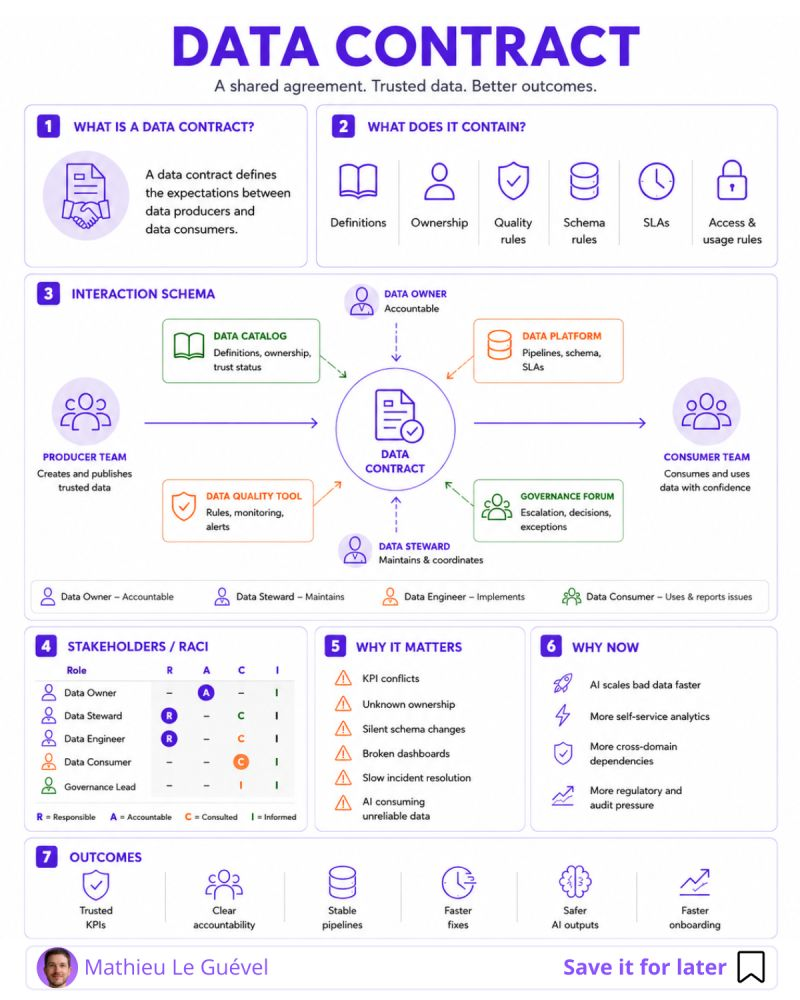 DATA CONTRACT
A shared agreement. Trusted data. Better outcomes.
1 WHAT IS A DATA CONTRACT?
A data contract defines
the expectations between
data producers and
data consumers.
2 WHAT DOES IT CONTAIN?
Definitions
Ownership
Quality
rules
Schema
rules
SLAs
Access &
usage rules
3 INTERACTION SCHEMA
DATA OWNER
Accountable
DATA CATALOG
Definitions, ownership,
trust status
DATA PLATFORM
Pipelines, schema,
SLAs
PRODUCER TEAM
Creates and publishes
trusted data
DATA
CONTRACT
CONSUMER TEAM
Consumes and uses
data with confidence
DATA QUALITY TOOL
Rules, monitoring,
alerts
GOVERNANCE FORUM
Escalation, decisions,
exceptions
DATA STEWARD
Maintains & coordinates
Data Owner – Accountable
Data Steward – Maintains
Data Engineer – Implements
Data Consumer – Uses & reports issues
4 STAKEHOLDERS / RACI
Role R A C I
Data Owner – A – I
Data Steward R – C I
Data Engineer R – C I
Data Consumer – – C I
Governance Lead – – I I
R = Responsible A = Accountable C = Consulted I = Informed
5 WHY IT MATTERS
KPI conflicts
Unknown ownership
Silent schema changes
Broken dashboards
Slow incident resolution
AI consuming
unreliable data
6 WHY NOW
AI scales bad data faster
More self-service analytics
More cross-domain
dependencies
More regulatory and
audit pressure
7 OUTCOMES
Trusted
KPIs
Clear
accountability
Stable
pipelines
Faster
fixes
Safer
AI outputs
Faster
onboarding
Mathieu Le Guével
Save it for later